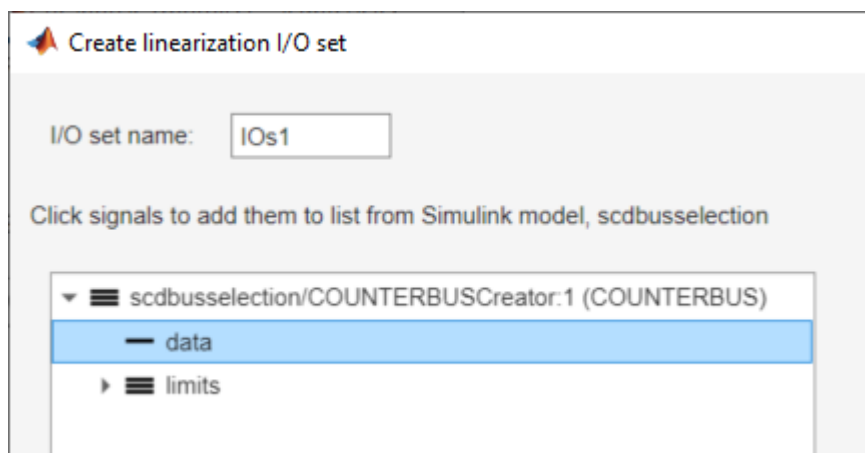 Create linearization I/O set
I/O set name: IOs1
Click signals to add them to list from Simulink model, scdbusselection
scdbusselection/COUNTERBUSCreator:1 (COUNTERBUS)
data
limits